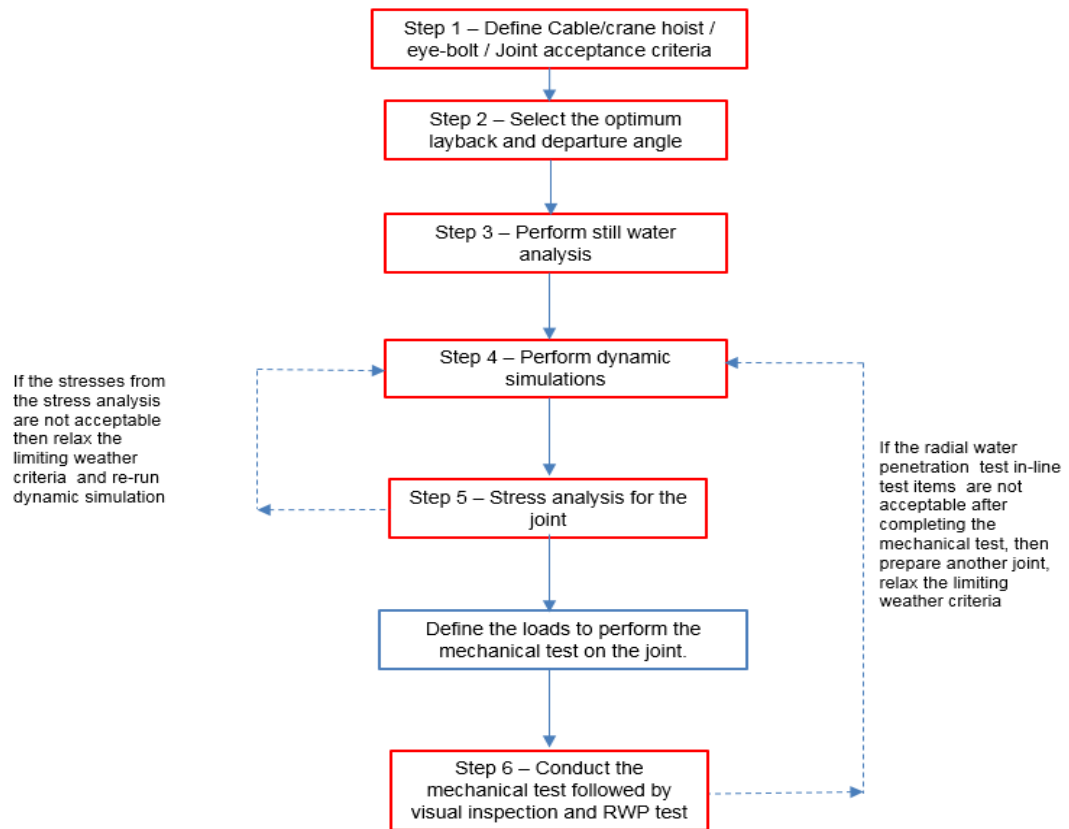 Step 1 – Define Cable/crane hoist /
eye-bolt / Joint acceptance criteria
Step 2 – Select the optimum
layback and departure angle
Step 3 – Perform still water
analysis
Step 4 – Perform dynamic
simulations
If the stresses from
the stress analysis
are not acceptable
then relax the
limiting weather
criteria and re-run
dynamic simulation
If the radial water
penetration test in-line
test items are not
acceptable after
completing the
mechanical test, then
prepare another joint,
relax the limiting
weather criteria
Step 5 – Stress analysis for the
joint
Define the loads to perform the
mechanical test on the joint.
Step 6 – Conduct the
mechanical test followed by
visual inspection and RWP test